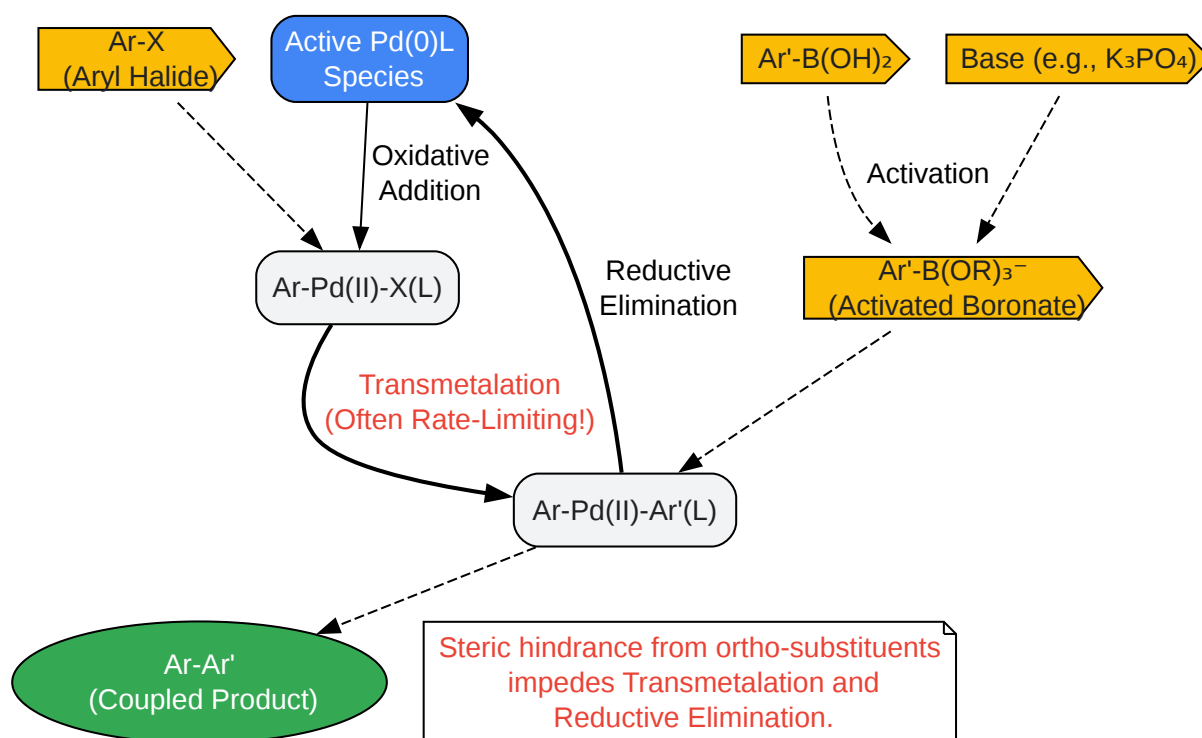 Ar-X
(Aryl Halide)
Active Pd(0)L
Species
Ar'-B(OH)₂
Base (e.g., K₃PO₄)
Oxidative
Addition
Activation
Ar-Pd(II)-X(L)
Reductive
Elimination
Ar'-B(OR)₃⁻
(Activated Boronate)
Transmetalation
(Often Rate-Limiting!)
Ar-Pd(II)-Ar'(L)
Ar-Ar'
(Coupled Product)
Steric hindrance from ortho-substituents
impedes Transmetalation and
Reductive Elimination.